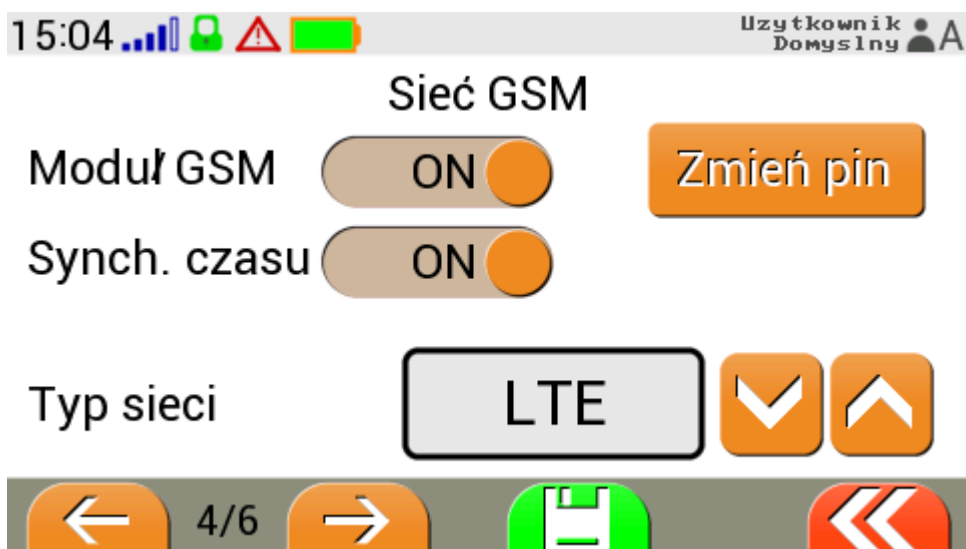 15:04
Uzytkownik
Domyslny A
Sieć GSM
Moduł GSM ON Zmień pin
Synch. czasu ON
Typ sieci LTE
4/6